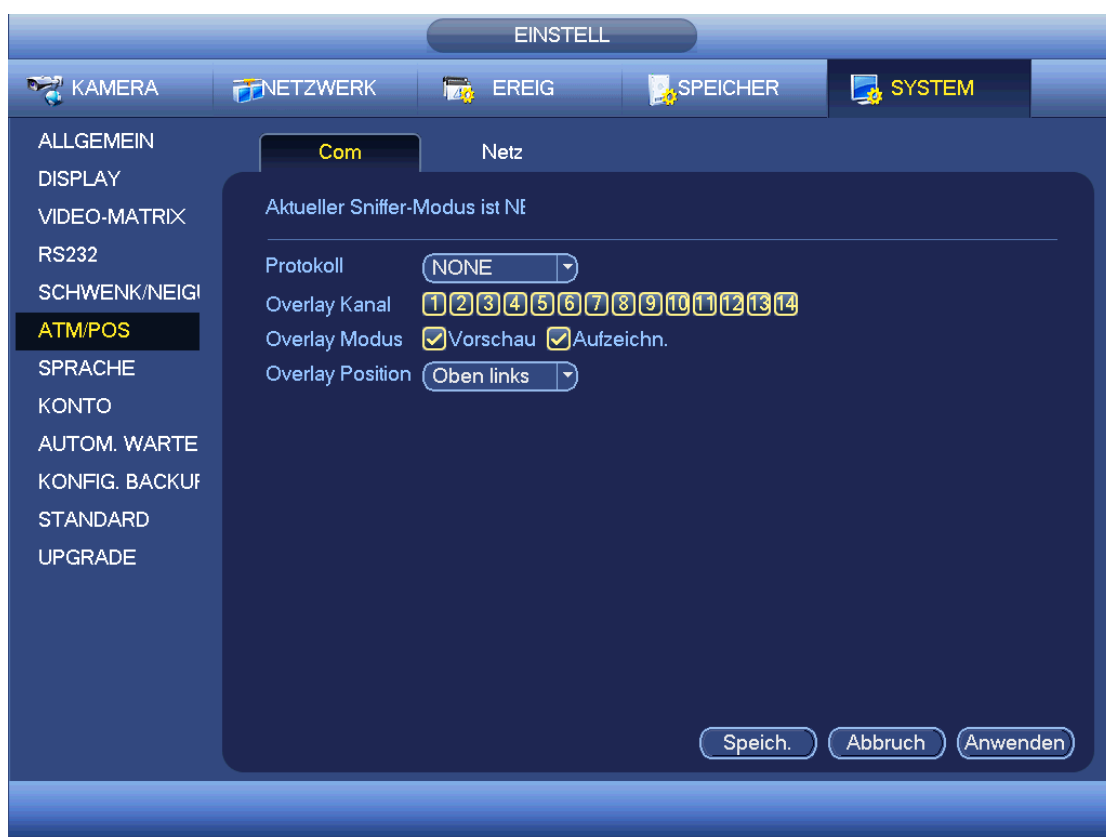 EINSTELL
KAMERA NETZWERK EREIG SPEICHER SYSTEM
ALLGEMEIN
DISPLAY
VIDEO-MATRIX
RS232
SCHWENK/NEIGU
ATM/POS
SPRACHE
KONTO
AUTOM. WARTE
KONFIG. BACKUP
STANDARD
UPGRADE
Com Netz
Aktueller Sniffer-Modus ist NE
Protokoll NONE
Overlay Kanal 1 2 3 4 5 6 7 8 9 10 11 12 13 14
Overlay Modus Vorschau Aufzeichn.
Overlay Position Oben links
Speich. Abbruch Anwenden